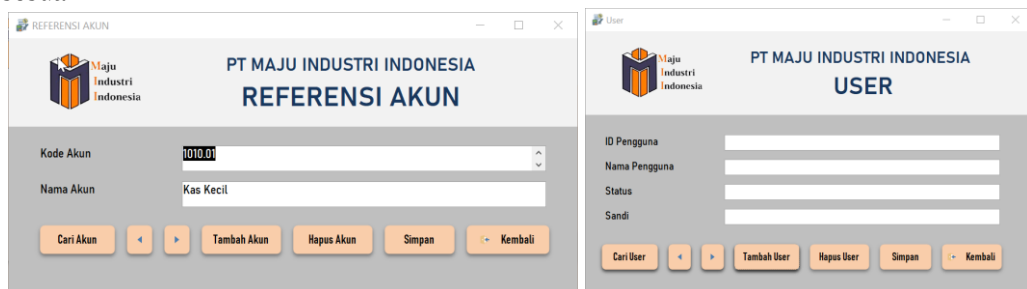 REFERENSI AKUN
Maju
Industri
Indonesia
PT MAJU INDUSTRI INDONESIA
REFERENSI AKUN
Kode Akun
1010.01
Nama Akun
Kas Kecil
Cari Akun
Tambah Akun
Hapus Akun
Simpan
Kembali
User
Maju
Industri
Indonesia
PT MAJU INDUSTRI INDONESIA
USER
ID Pengguna
Nama Pengguna
Status
Sandi
Cari User
Tambah User
Hapus User
Simpan
Kembali